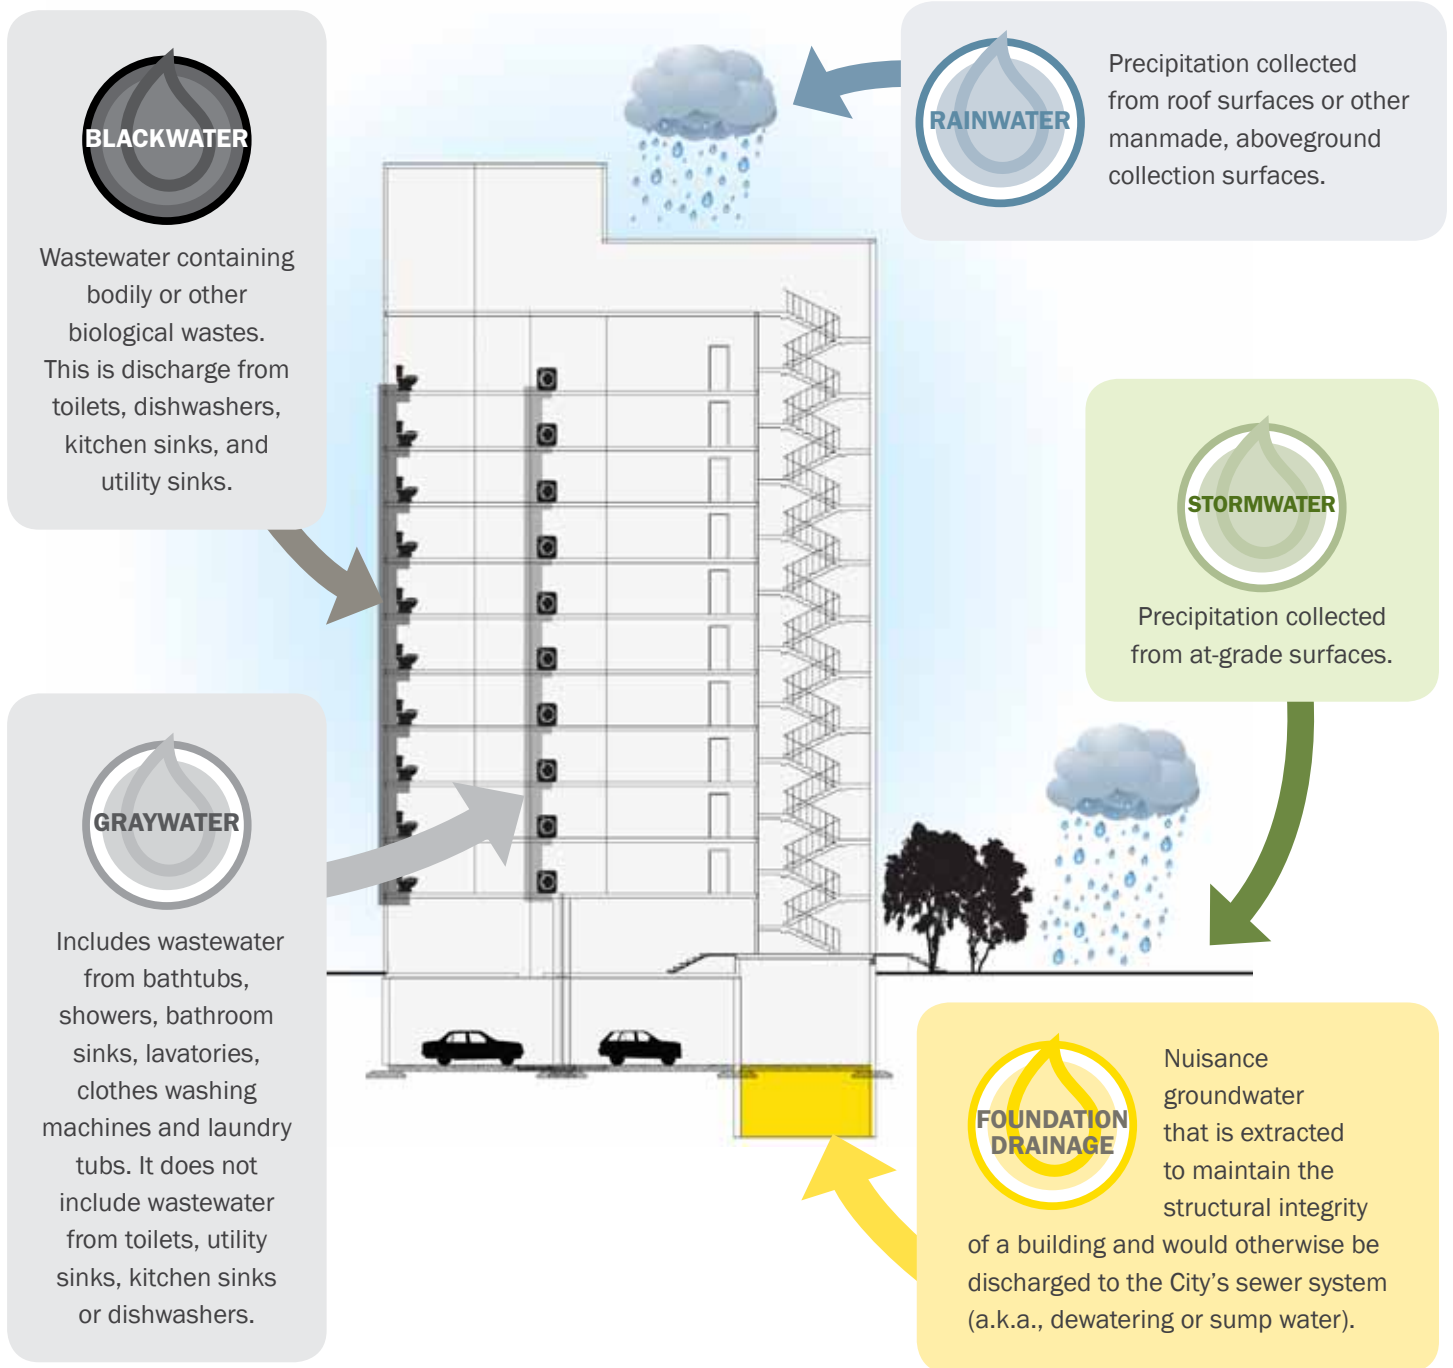 BLACKWATER
Wastewater containing
bodily or other
biological wastes.
This is discharge from
toilets, dishwashers,
kitchen sinks, and
utility sinks.
RAINWATER
Precipitation collected
from roof surfaces or other
manmade, aboveground
collection surfaces.
STORMWATER
Precipitation collected
from at-grade surfaces.
GRAYWATER
Includes wastewater
from bathtubs,
showers, bathroom
sinks, lavatories,
clothes washing
machines and laundry
tubs. It does not
include wastewater
from toilets, utility
sinks, kitchen sinks
or dishwashers.
FOUNDATION
DRAINAGE
Nuisance
groundwater
that is extracted
to maintain the
structural integrity
of a building and would otherwise be
discharged to the City’s sewer system
(a.k.a., dewatering or sump water).